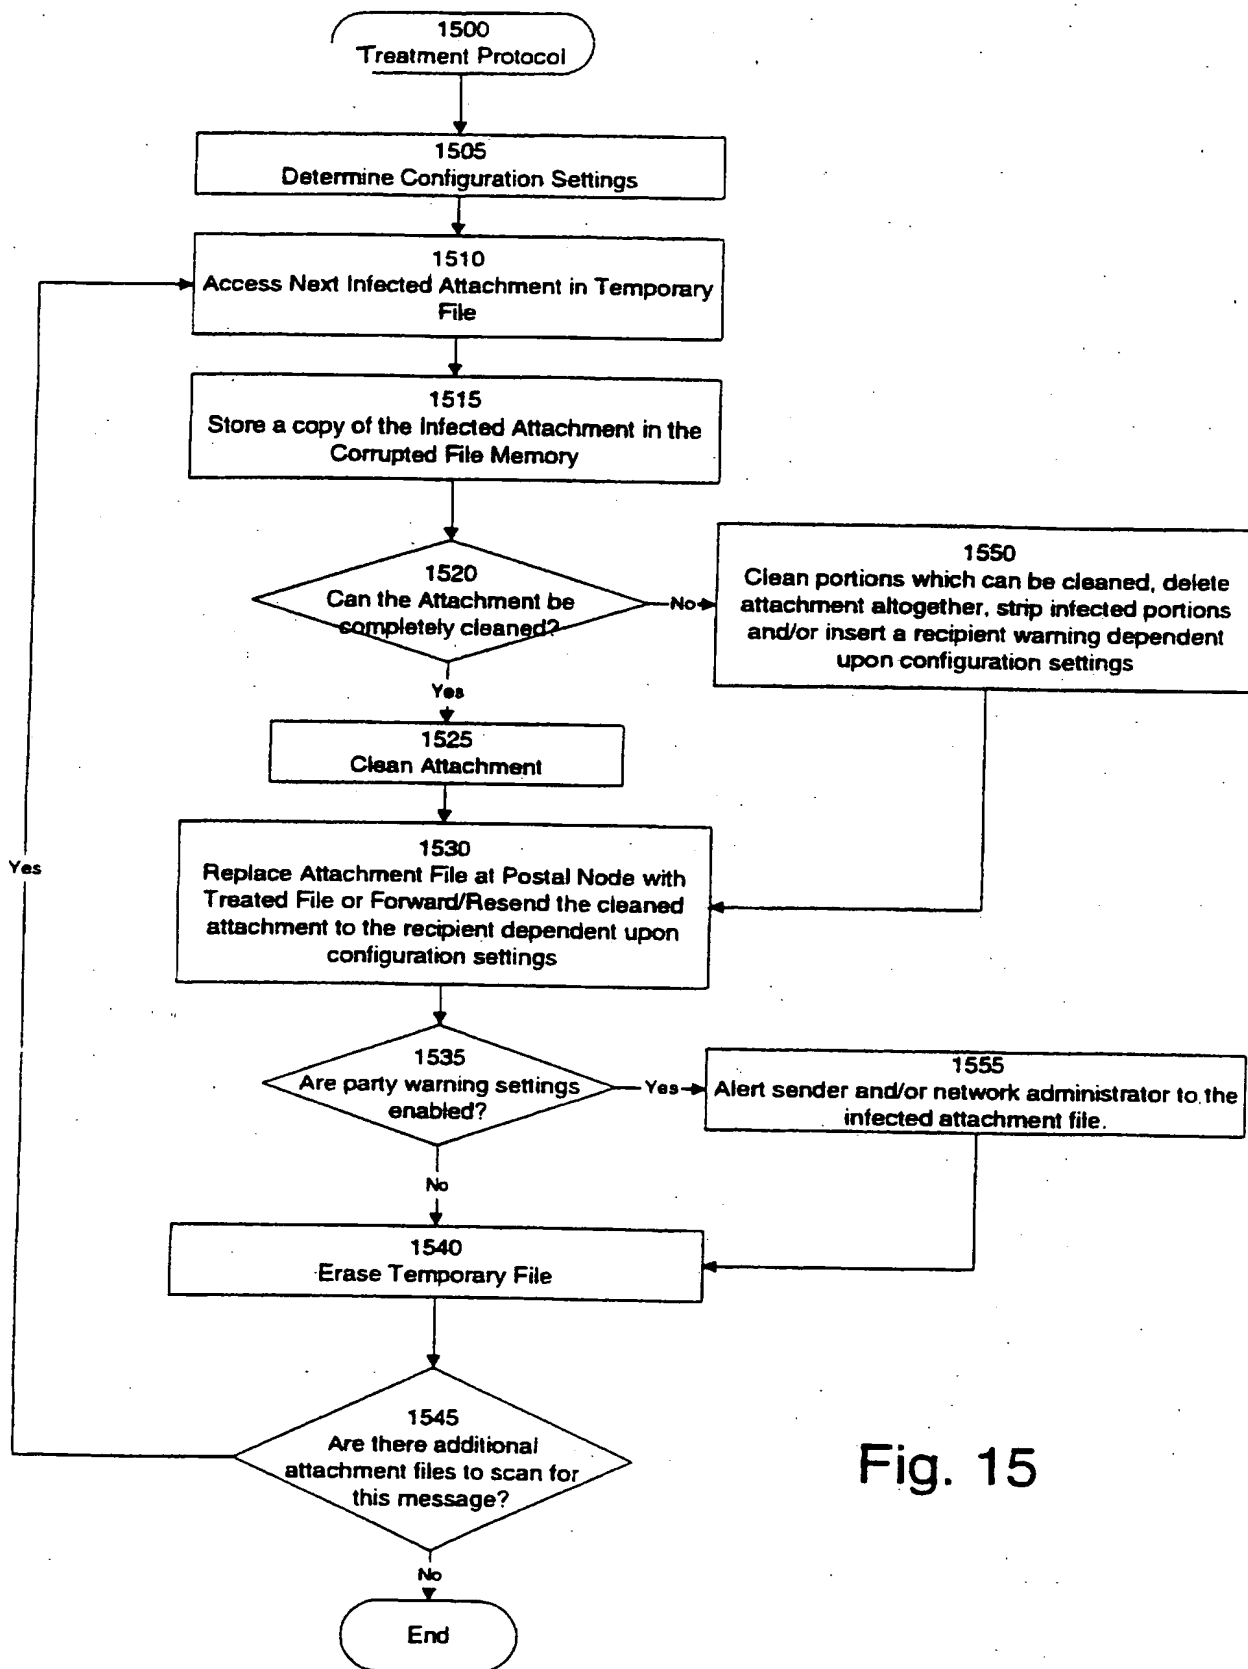 1500
Treatment Protocol
1505
Determine Configuration Settings
1510
Access Next Infected Attachment in Temporary
File
1515
Store a copy of the Infected Attachment in the
Corrupted File Memory
1520
Can the Attachment be
completely cleaned?
No
1550
Clean portions which can be cleaned, delete
attachment altogether, strip infected portions
and/or insert a recipient warning dependent
upon configuration settings
Yes
1525
Clean Attachment
1530
Replace Attachment File at Postal Node with
Treated File or Forward/Resend the cleaned
attachment to the recipient dependent upon
configuration settings
Yes
1535
Are party warning settings
enabled?
Yes
1555
Alert sender and/or network administrator to the
infected attachment file.
No
1540
Erase Temporary File
1545
Are there additional
attachment files to scan for
this message?
Fig. 15
No
End